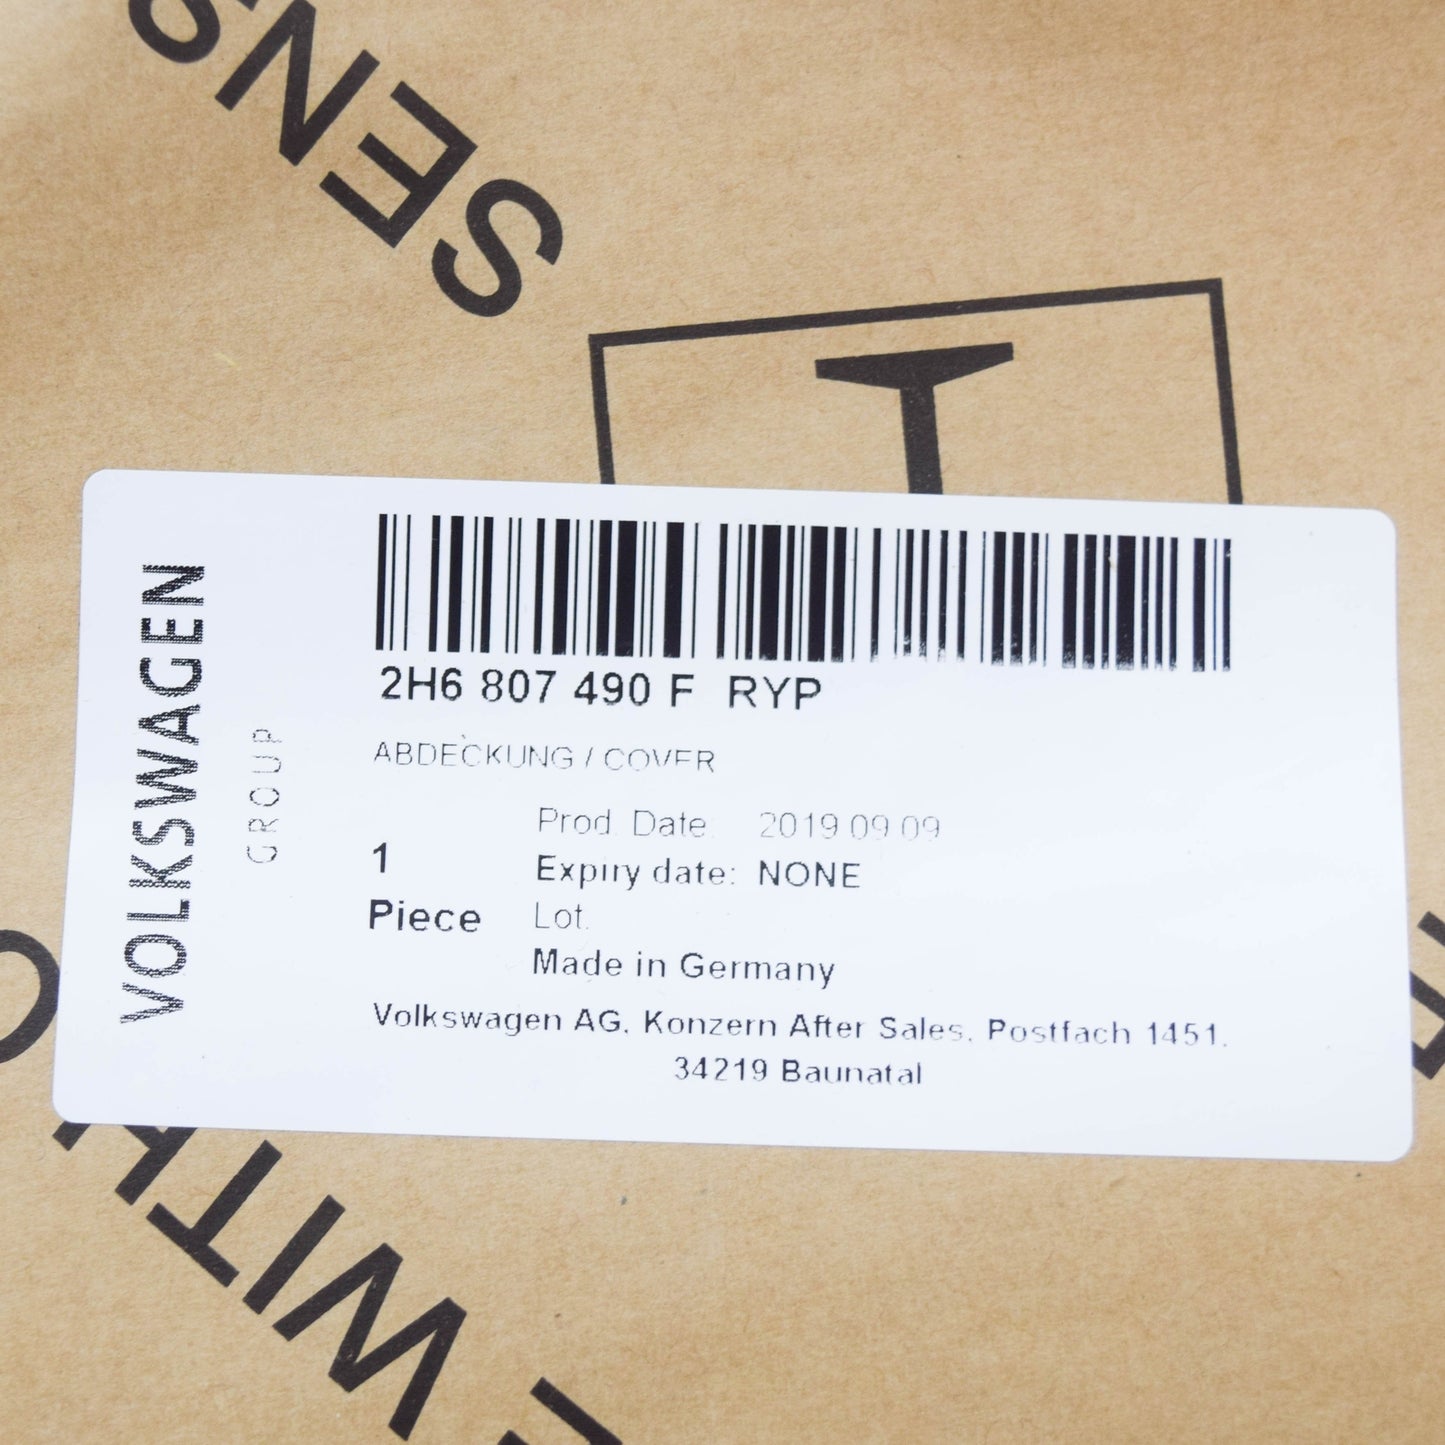 SENS
VOLKSWAGEN
GROUP
2H6 807 490 F RYP
ABDECKUNG / COVER
1
Piece
Prod. Date: 2019.09.09
Expiry date: NONE
Lot:
Made in Germany
Volkswagen AG, Konzern After Sales, Postfach 1451,
34219 Baunatal
WITH